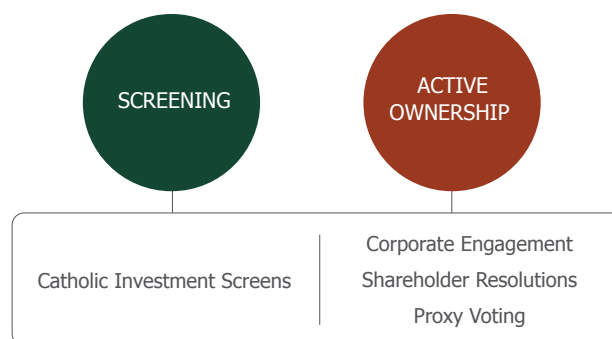 SCREENING
ACTIVE
OWNERSHIP
Catholic Investment Screens
Corporate Engagement
Shareholder Resolutions
Proxy Voting